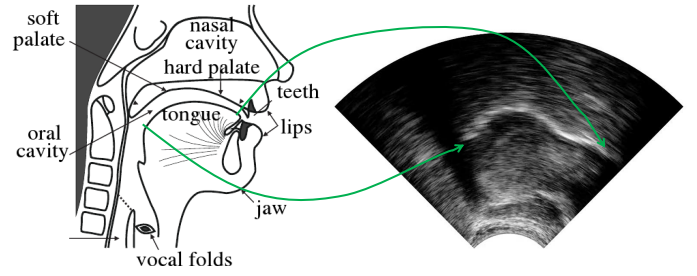 soft
palate
nasal
cavity
hard palate
teeth
tongue
lips
oral
cavity
jaw
vocal folds